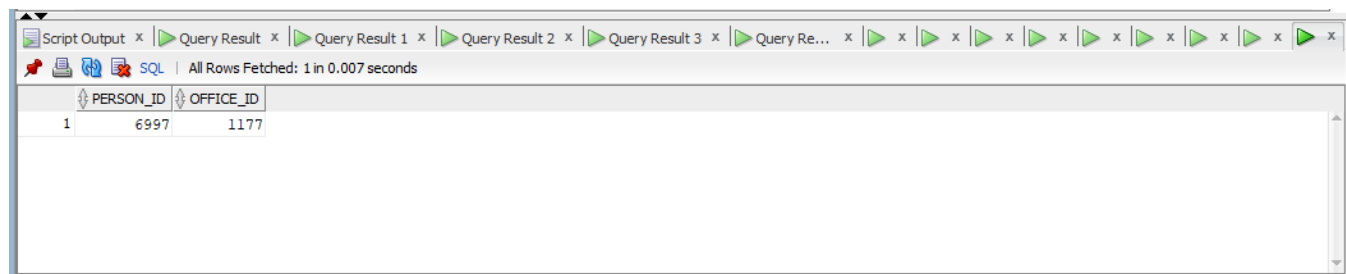 Script Output x Query Result x Query Result 1 x Query Result 2 x Query Result 3 x Query Re... x x x x x x x x x x
SQL | All Rows Fetched: 1 in 0.007 seconds
PERSON_ID OFFICE_ID
1 6997 1177